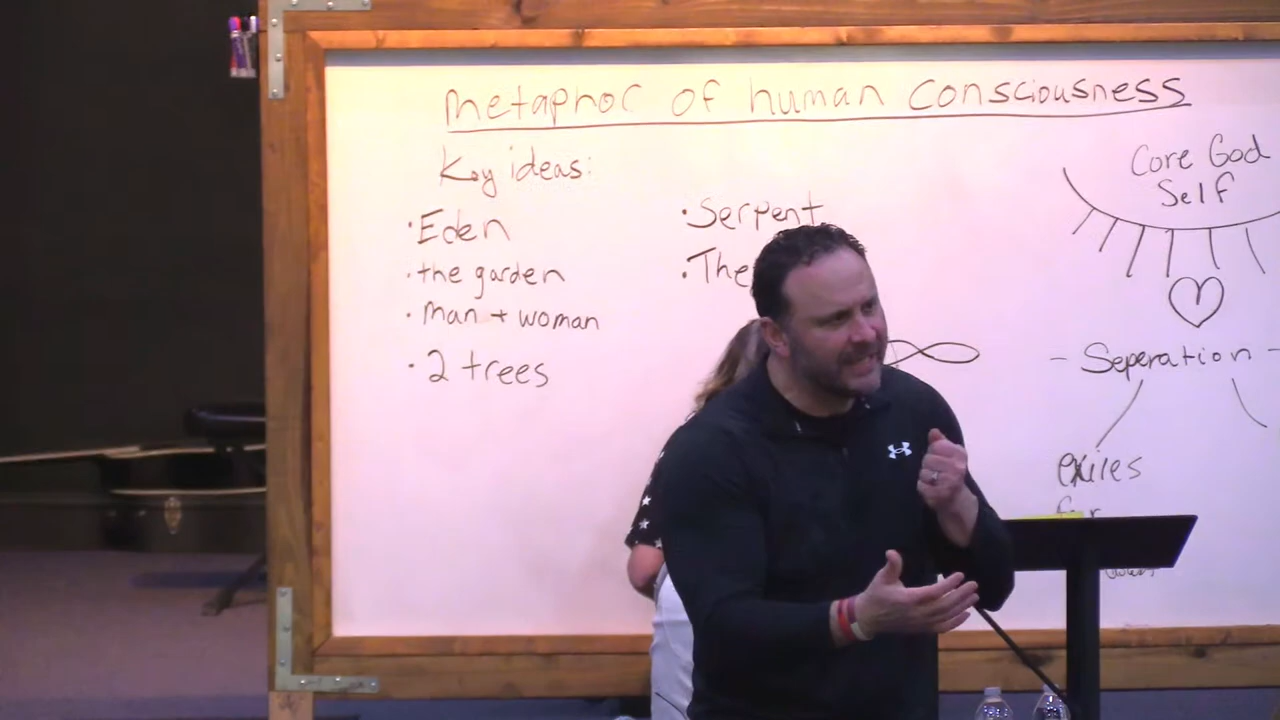 metaphor of human consciousness
Key ideas:
• Eden
• the garden
• man + woman
• 2 trees
• Serpent
• The
Core God
Self
- Seperation -
exiles